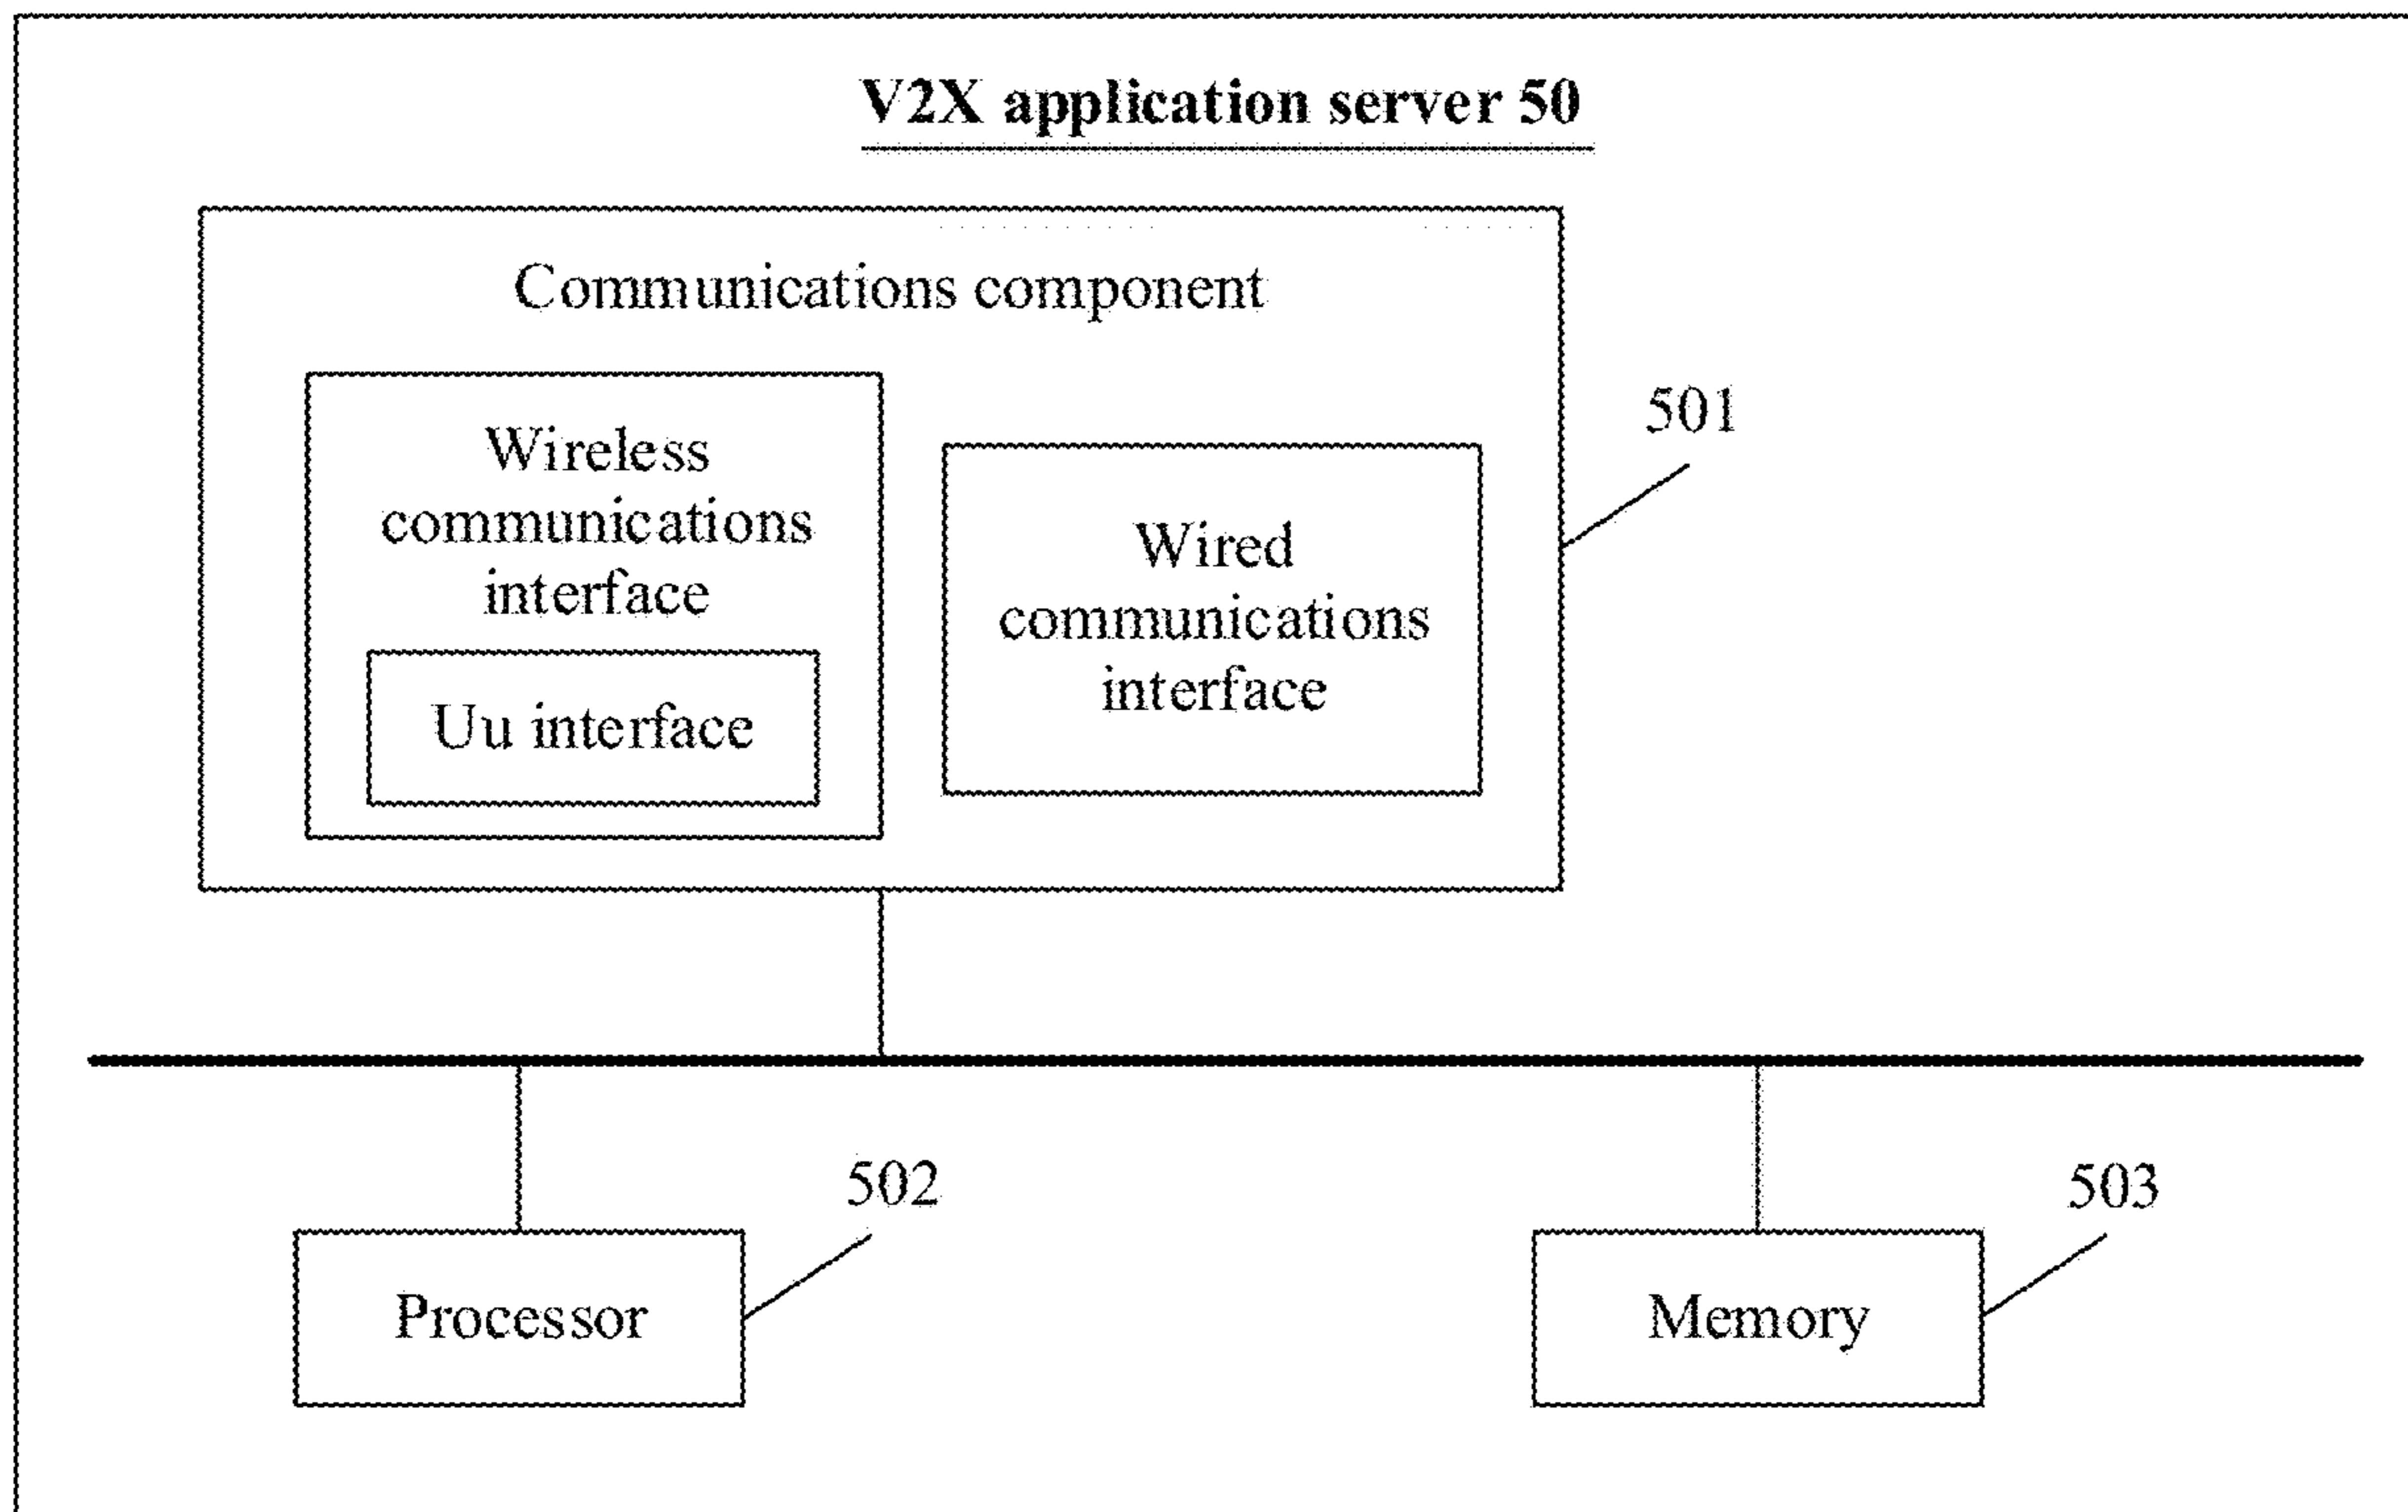 V2X application server 50
Communications component
Wireless
communications
interface
Uu interface
Wired
communications
interface
501
502
503
Processor
Memory